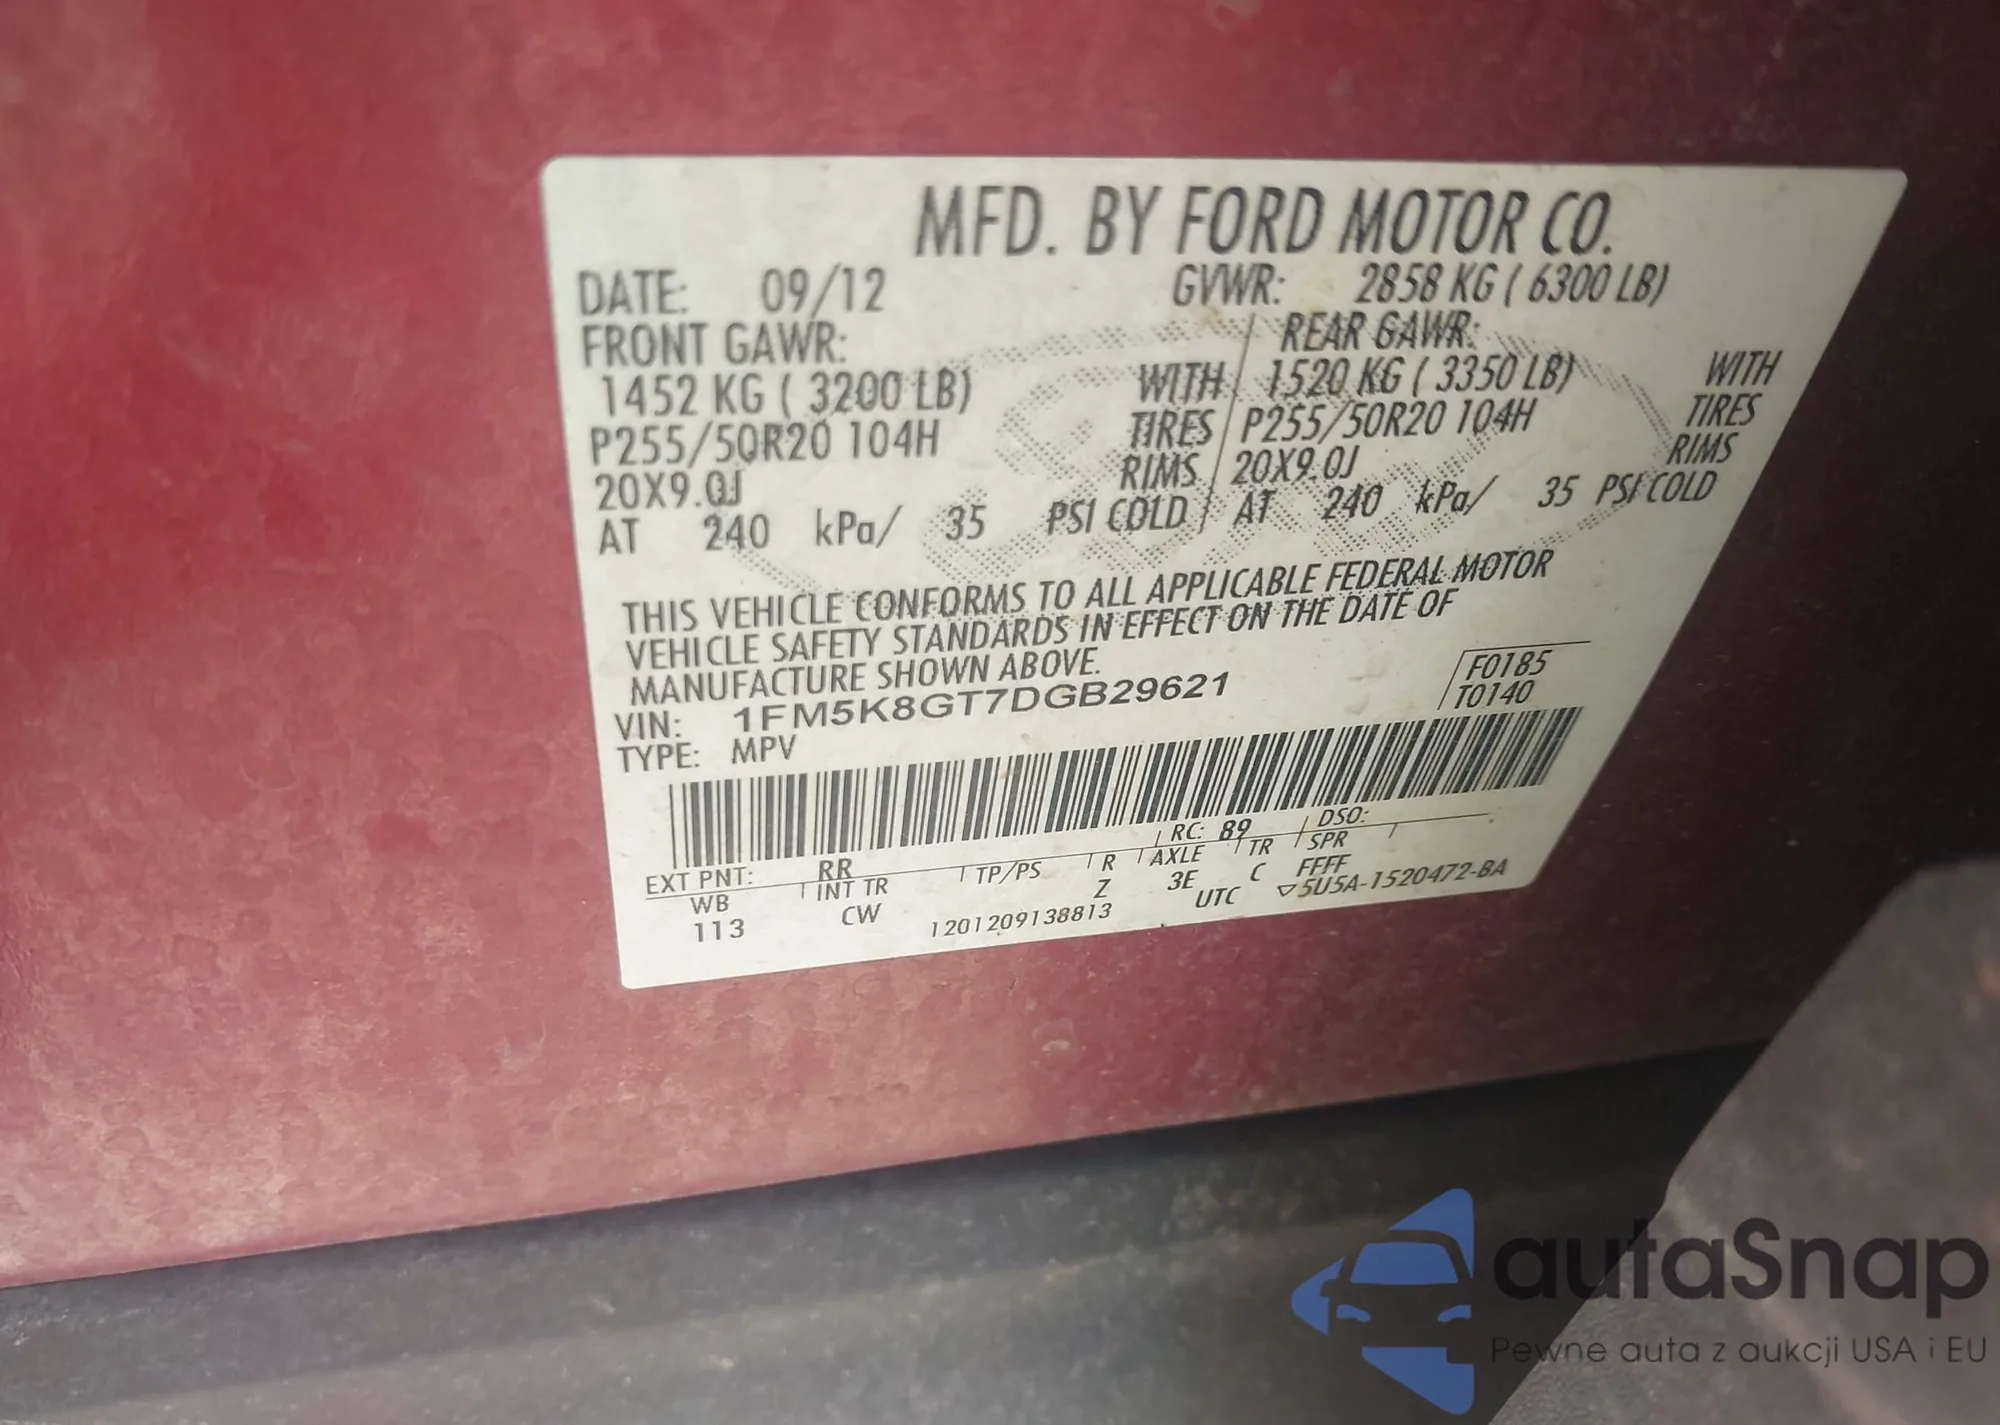 MFD. BY FORD MOTOR CO.
DATE: 09/12 GVWR: 2858 KG ( 6300 LB)
FRONT GAWR: REAR GAWR:
1452 KG ( 3200 LB) WITH 1520 KG ( 3350 LB) WITH
P255/50R20 104H TIRES P255/50R20 104H TIRES
20X9.0J RIMS 20X9.0J RIMS
AT 240 kPa/ 35 PSI COLD AT 240 kPa/ 35 PSI COLD
THIS VEHICLE CONFORMS TO ALL APPLICABLE FEDERAL MOTOR
VEHICLE SAFETY STANDARDS IN EFFECT ON THE DATE OF
MANUFACTURE SHOWN ABOVE.
VIN: 1FM5K8GT7DGB29621
F0185
T0140
TYPE: MPV
EXT PNT: RR RC: 89 DSO:
WB INT TR TP/PS R AXLE TR SPR
113 CW Z 3E C FFFF
1201209138813 UTC ▽5U5A-1520472-BA
autaSnap
Pewne auta z aukcji USA i EU